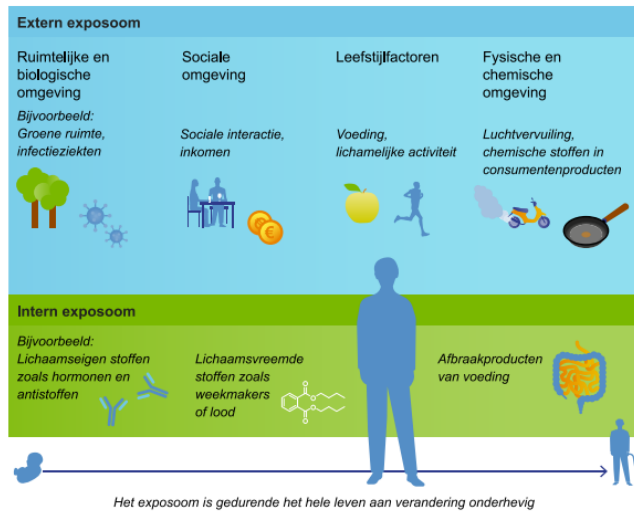 Extern exposoom
Ruimtelijke en
biologische
omgeving
Bijvoorbeeld:
Groene ruimte,
infectieziekten
Sociale
omgeving
Sociale interactie,
inkomen
Leefstijlfactoren
Voeding,
lichamelijke activiteit
Fysische en
chemische
omgeving
Luchtvervuiling,
chemische stoffen in
consumentenproducten
€
Intern exposoom
Bijvoorbeeld:
Lichaamseigen stoffen
zoals hormonen en
antistoffen
Lichaamsvreemde
stoffen zoals
weekmakers
of lood
O
O
O
O
Afbraakproducten
van voeding
Het exposoom is gedurende het hele leven aan verandering onderhevig